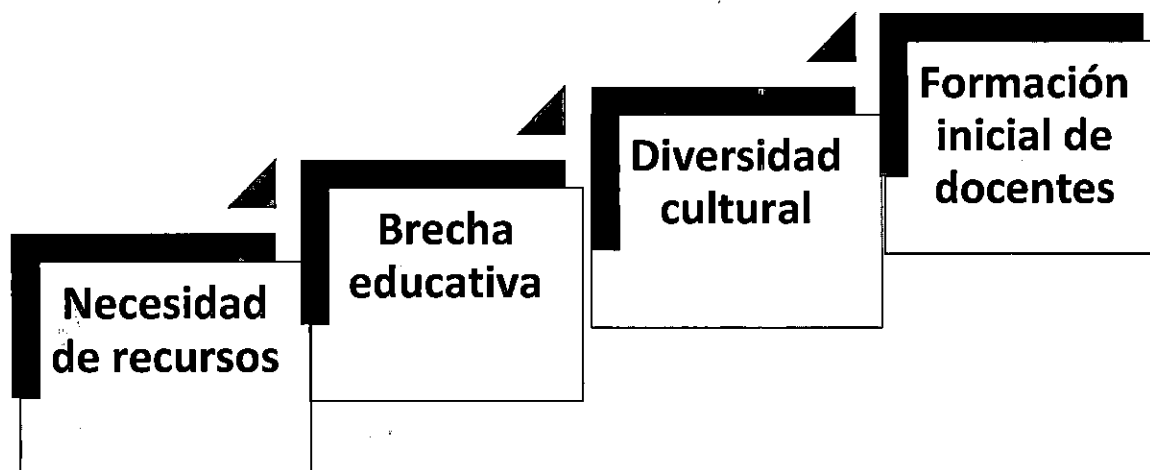 Necesidad
de recursos
Brecha
educativa
Diversidad
cultural
Formación
inicial de
docentes